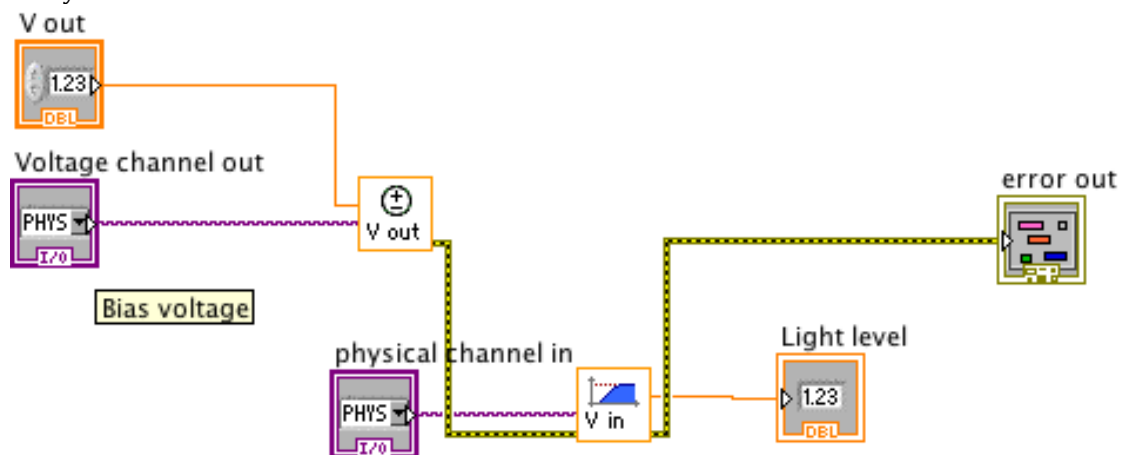 V out
1.23
DBL
Voltage channel out
PHYS
I/O
V out
error out
Bias voltage
Light level
physical channel in
1.23
PHYS
V in
DBL
I/O